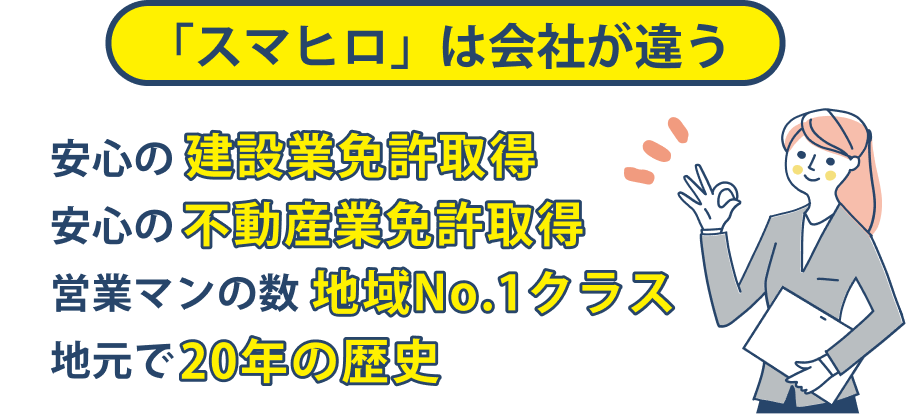 「スマヒロ」は会社が違う
安心の建設業免許取得
安心の不動産業免許取得
営業マンの数 地域No.1クラス
地元で20年の歴史